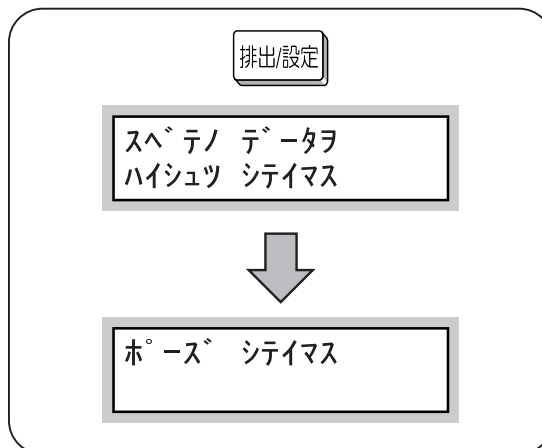 排出/設定
スベテノ データヲ
ハイシュツ シテイマス
ポーズ シテイマス